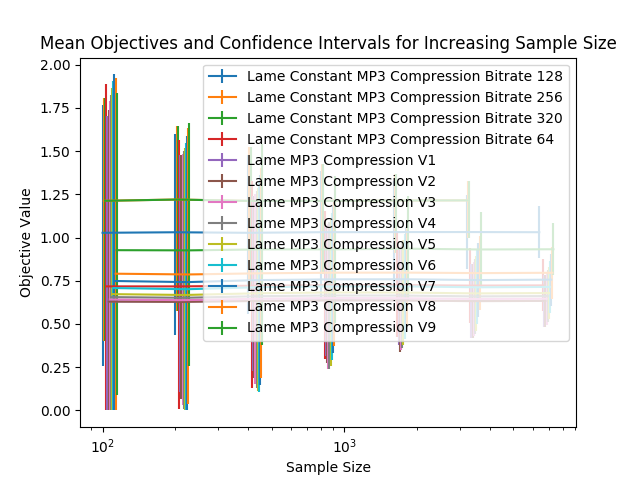 Mean Objectives and Confidence Intervals for Increasing Sample Size
2.00
1.75
1.50
1.25
1.00
0.75
0.50
0.25
0.00
Objective Value
Lame Constant MP3 Compression Bitrate 128
Lame Constant MP3 Compression Bitrate 256
Lame Constant MP3 Compression Bitrate 320
Lame Constant MP3 Compression Bitrate 64
Lame MP3 Compression V1
Lame MP3 Compression V2
Lame MP3 Compression V3
Lame MP3 Compression V4
Lame MP3 Compression V5
Lame MP3 Compression V6
Lame MP3 Compression V7
Lame MP3 Compression V8
Lame MP3 Compression V9
10² 10³
Sample Size